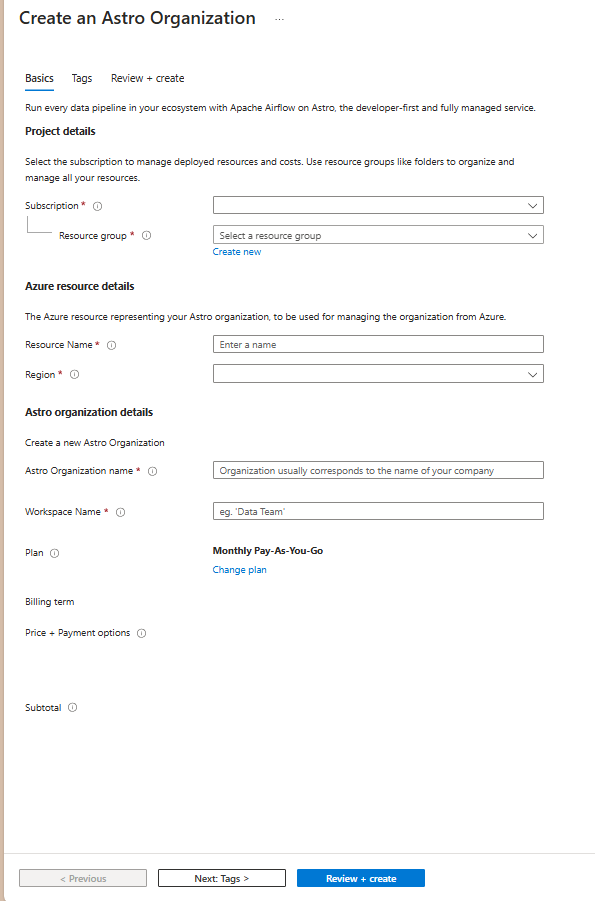 Create an Astro Organization ...
Basics Tags Review + create
Run every data pipeline in your ecosystem with Apache Airflow on Astro, the developer-first and fully managed service.
Project details
Select the subscription to manage deployed resources and costs. Use resource groups like folders to organize and
manage all your resources.
Subscription *
Resource group * Select a resource group
Create new
Azure resource details
The Azure resource representing your Astro organization, to be used for managing the organization from Azure.
Resource Name * Enter a name
Region *
Astro organization details
Create a new Astro Organization
Astro Organization name * Organization usually corresponds to the name of your company
Workspace Name * eg. 'Data Team'
Plan Monthly Pay-As-You-Go
Change plan
Billing term
Price + Payment options
Subtotal
< Previous Next: Tags > Review + create